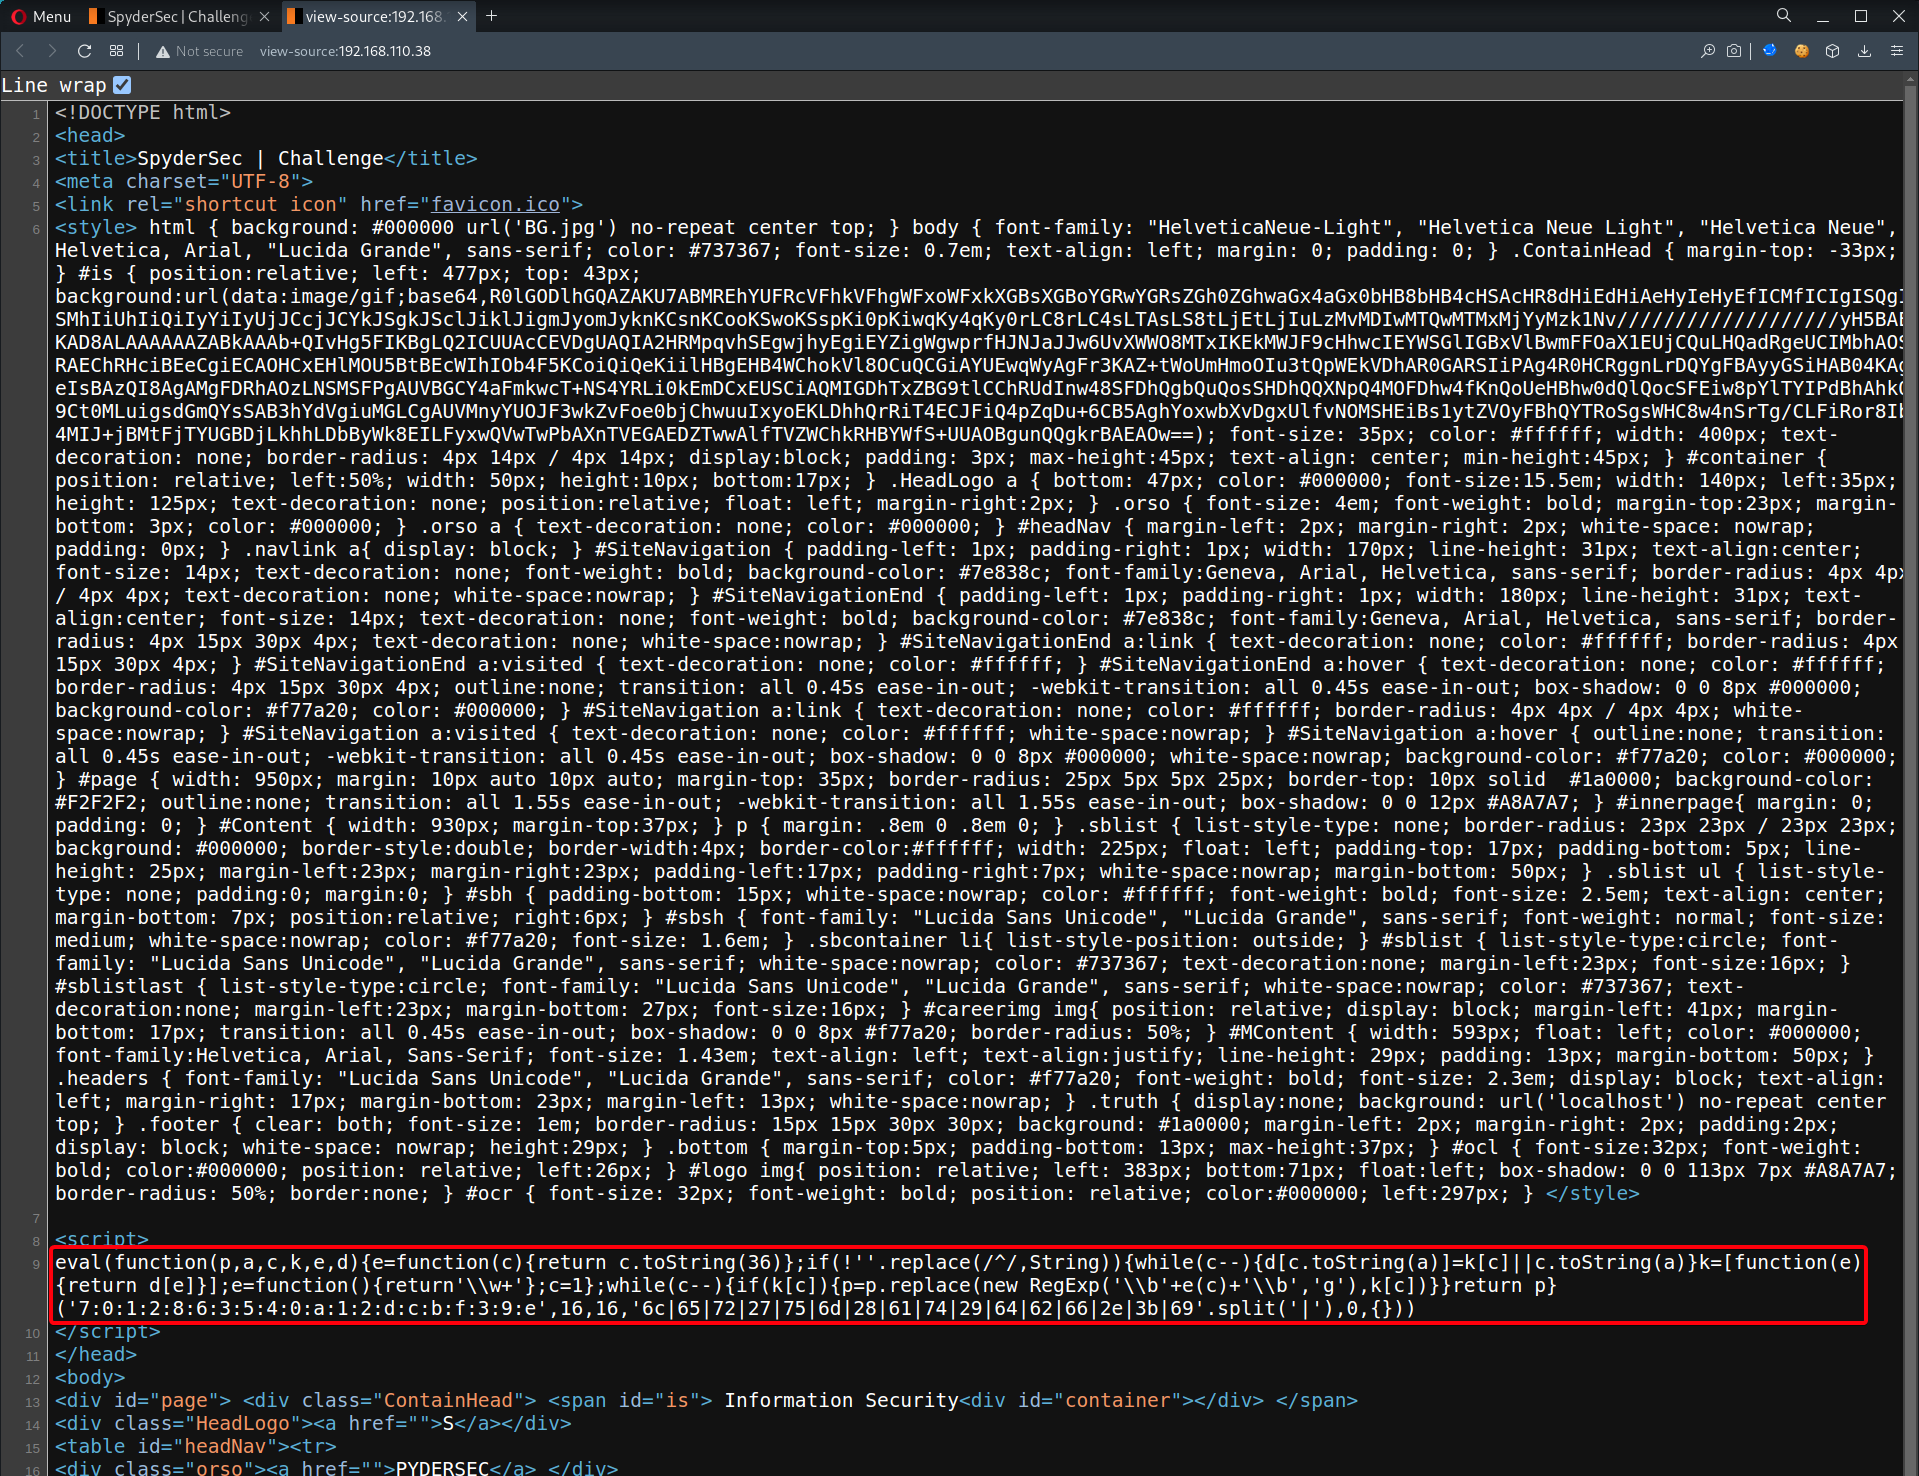 Menu
SpyderSec | Challeng
view-source:192.168.
Not secure
view-source:192.168.110.38
Line wrap
1 <!DOCTYPE html>
2 <head>
3 <title>SpyderSec | Challenge</title>
4 <meta charset="UTF-8">
5 <link rel="shortcut icon" href="favicon.ico">
6 <style> html { background: #000000 url('BG.jpg') no-repeat center top; } body { font-family: "HelveticaNeue-Light", "Helvetica Neue Light", "Helvetica Neue",
Helvetica, Arial, "Lucida Grande", sans-serif; color: #737367; font-size: 0.7em; text-align: left; margin: 0; padding: 0; } .ContainHead { margin-top: -33px;
} #is { position:relative; left: 477px; top: 43px;
font-size: 35px; color: #ffffff; width: 400px; text-
decoration: none; border-radius: 4px 14px / 4px 14px; display:block; padding: 3px; max-height:45px; text-align: center; min-height:45px; } #container {
position: relative; left:50%; width: 50px; height:10px; bottom:17px; } .HeadLogo a { bottom: 47px; color: #000000; font-size:15.5em; width: 140px; left:35px;
height: 125px; text-decoration: none; position:relative; float: left; margin-right:2px; } .orso { font-size: 4em; font-weight: bold; margin-top:23px; margin-
bottom: 3px; color: #000000; } .orso a { text-decoration: none; color: #000000; } #headNav { margin-left: 2px; margin-right: 2px; white-space: nowrap;
padding: 0px; } .navlink a{ display: block; } #SiteNavigation { padding-left: 1px; padding-right: 1px; width: 170px; line-height: 31px; text-align:center;
font-size: 14px; text-decoration: none; font-weight: bold; background-color: #7e838c; font-family:Geneva, Arial, Helvetica, sans-serif; border-radius: 4px 4px
/ 4px 4px; text-decoration: none; white-space:nowrap; } #SiteNavigationEnd { padding-left: 1px; padding-right: 1px; width: 180px; line-height: 31px; text-
align:center; font-size: 14px; text-decoration: none; font-weight: bold; background-color: #7e838c; font-family:Geneva, Arial, Helvetica, sans-serif; border-
radius: 4px 15px 30px 4px; text-decoration: none; white-space:nowrap; } #SiteNavigationEnd a:link { text-decoration: none; color: #ffffff; border-radius: 4px
15px 30px 4px; } #SiteNavigationEnd a:visited { text-decoration: none; color: #ffffff; } #SiteNavigationEnd a:hover { text-decoration: none; color: #ffffff;
border-radius: 4px 15px 30px 4px; outline:none; transition: all 0.45s ease-in-out; -webkit-transition: all 0.45s ease-in-out; box-shadow: 0 0 8px #000000;
background-color: #f77a20; color: #000000; } #SiteNavigation a:link { text-decoration: none; color: #ffffff; border-radius: 4px 4px / 4px 4px; white-
space:nowrap; } #SiteNavigation a:visited { text-decoration: none; color: #ffffff; white-space:nowrap; } #SiteNavigation a:hover { outline:none; transition:
all 0.45s ease-in-out; -webkit-transition: all 0.45s ease-in-out; box-shadow: 0 0 8px #000000; white-space:nowrap; background-color: #f77a20; color: #000000;
} #page { width: 950px; margin: 10px auto 10px auto; margin-top: 35px; border-radius: 25px 5px 5px 25px; border-top: 10px solid  #1a0000; background-color:
#F2F2F2; outline:none; transition: all 1.55s ease-in-out; -webkit-transition: all 1.55s ease-in-out; box-shadow: 0 0 12px #A8A7A7; } #innerpage{ margin: 0;
padding: 0; } #Content { width: 930px; margin-top:37px; } p { margin: .8em 0 .8em 0; } .sblist { list-style-type: none; border-radius: 23px 23px / 23px 23px;
background: #000000; border-style:double; border-width:4px; border-color:#ffffff; width: 225px; float: left; padding-top: 17px; padding-bottom: 5px; line-
height: 25px; margin-left:23px; margin-right:23px; padding-left:17px; padding-right:7px; white-space:nowrap; margin-bottom: 50px; } .sblist ul { list-style-
type: none; padding:0; margin:0; } #sbh { padding-bottom: 15px; white-space:nowrap; color: #ffffff; font-weight: bold; font-size: 2.5em; text-align: center;
margin-bottom: 7px; position:relative; right:6px; } #sbsh { font-family: "Lucida Sans Unicode", "Lucida Grande", sans-serif; font-weight: normal; font-size:
medium; white-space:nowrap; color: #f77a20; font-size: 1.6em; } .sbcontainer li{ list-style-position: outside; } #sblist { list-style-type:circle; font-
family: "Lucida Sans Unicode", "Lucida Grande", sans-serif; white-space:nowrap; color: #737367; text-decoration:none; margin-left:23px; font-size:16px; }
#sblistlast { list-style-type:circle; font-family: "Lucida Sans Unicode", "Lucida Grande", sans-serif; white-space:nowrap; color: #737367; text-
decoration:none; margin-left:23px; margin-bottom: 27px; font-size:16px; } #careerimg img{ position: relative; display: block; margin-left: 41px; margin-
bottom: 17px; transition: all 0.45s ease-in-out; box-shadow: 0 0 8px #f77a20; border-radius: 50%; } #MContent { width: 593px; float: left; color: #000000;
font-family:Helvetica, Arial, Sans-Serif; font-size: 1.43em; text-align: left; text-align:justify; line-height: 29px; padding: 13px; margin-bottom: 50px; }
.headers { font-family: "Lucida Sans Unicode", "Lucida Grande", sans-serif; color: #f77a20; font-weight: bold; font-size: 2.3em; display: block; text-align:
left; margin-right: 17px; margin-bottom: 23px; margin-left: 13px; white-space:nowrap; } .truth { display:none; background: url('localhost') no-repeat center
top; } .footer { clear: both; font-size: 1em; border-radius: 15px 15px 30px 30px; background: #1a0000; margin-left: 2px; margin-right: 2px; padding:2px;
display: block; white-space: nowrap; height:29px; } .bottom { margin-top:5px; padding-bottom: 13px; max-height:37px; } #ocl { font-size:32px; font-weight:
bold; color:#000000; position: relative; left:26px; } #logo img{ position: relative; left: 383px; bottom:71px; float:left; box-shadow: 0 0 113px 7px #A8A7A7;
border-radius: 50%; border:none; } #ocr { font-size: 32px; font-weight: bold; position: relative; color:#000000; left:297px; } </style>
7
8 <script>
9 eval(function(p,a,c,k,e,d){e=function(c){return c.toString(36)};if(!''.replace(/^/,String)){while(c--){d[c.toString(a)]=k[c]||c.toString(a)}k=[function(e)
{return d[e]}];e=function(){return'\\w+'};c=1};while(c--){if(k[c]){p=p.replace(new RegExp('\\b'+e(c)+'\\b','g'),k[c])}}return p}
('7:0:1:2:8:6:3:5:4:0:a:1:2:d:c:b:f:3:9:e',16,16,'6c|65|72|27|75|6d|28|61|74|29|64|62|66|2e|3b|69'.split('|'),0,{}))
10 </script>
11 </head>
12 <body>
13 <div id="page"> <div class="ContainHead"> <span id="is"> Information Security<div id="container"></div> </span>
14 <div class="HeadLogo"><a href="">S</a></div>
15 <table id="headNav"><tr>
16 <div class="orso"><a href="">PYDERSEC</a> </div>